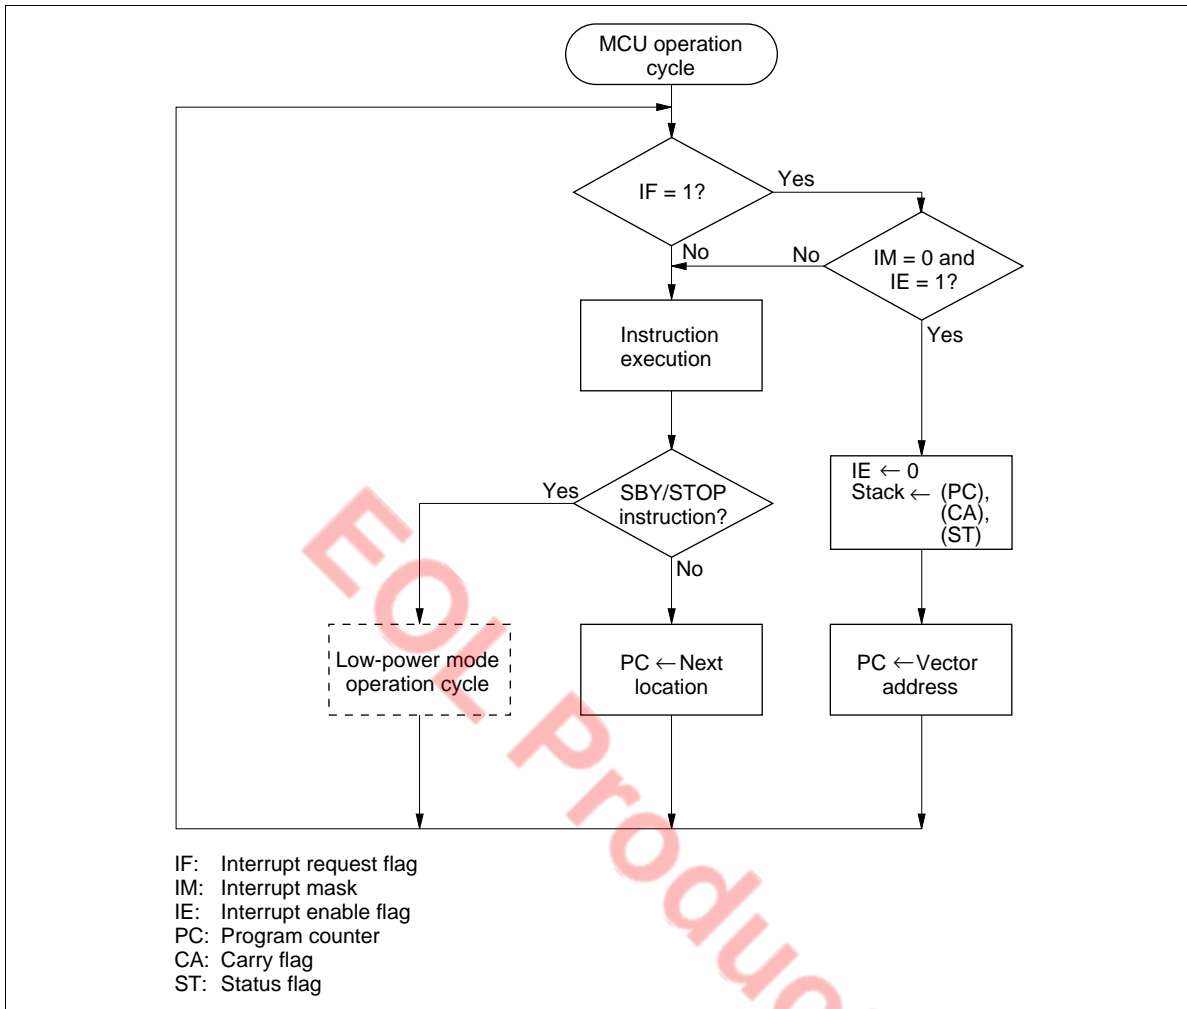 MCU operation
cycle
IF = 1?
Yes
No
No
IM = 0 and
IE = 1?
Yes
Instruction
execution
IE ← 0
Stack ← (PC),
(CA),
(ST)
Yes
SBY/STOP
instruction?
No
Low-power mode
operation cycle
PC ← Next
location
PC ← Vector
address
IF: Interrupt request flag
IM: Interrupt mask
IE: Interrupt enable flag
PC: Program counter
CA: Carry flag
ST: Status flag
EOL Produc